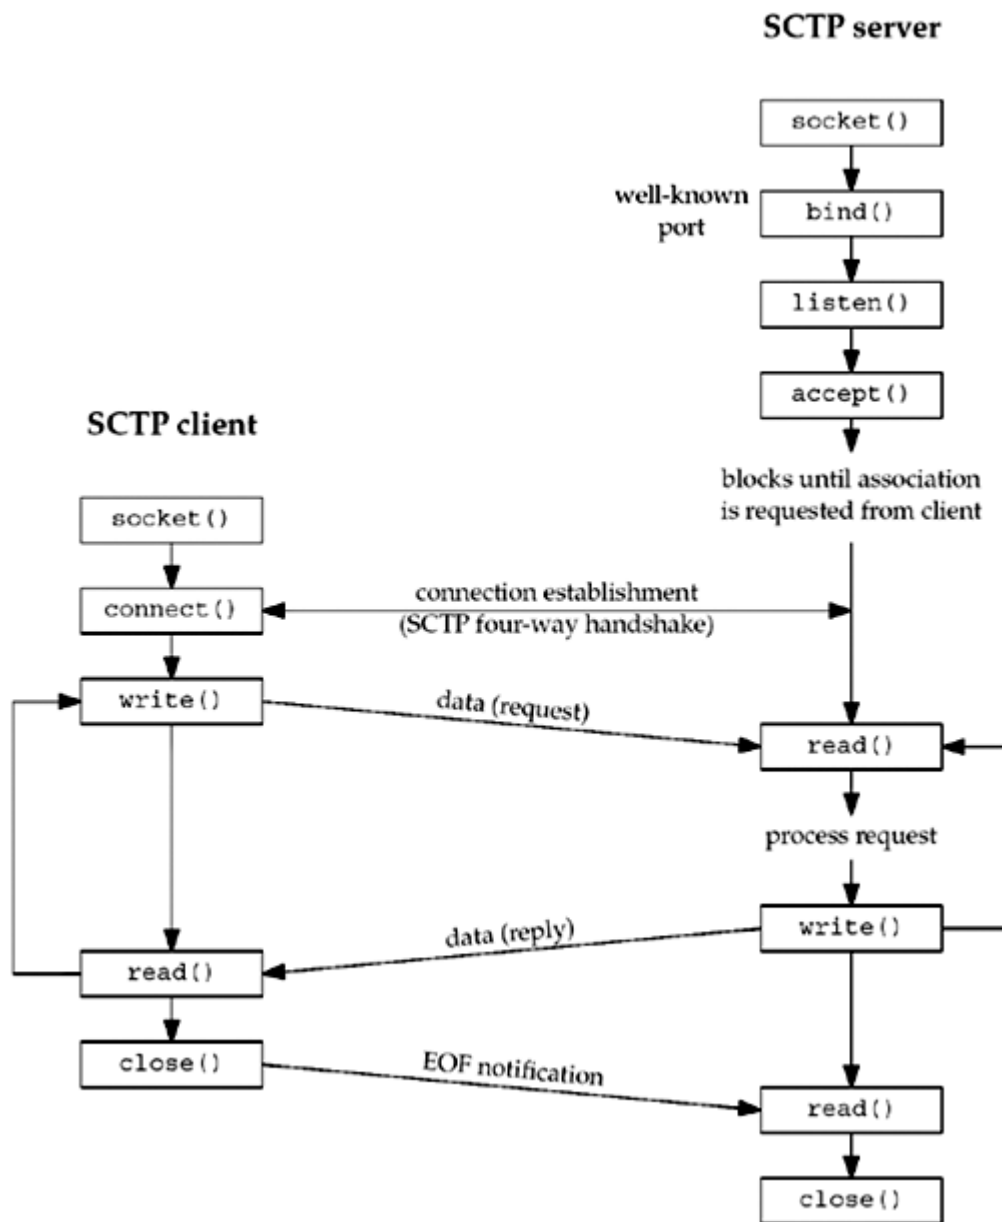 SCTP server
socket()
well-known
port
bind()
listen()
accept()
blocks until association
is requested from client
SCTP client
socket()
connect()
connection establishment
(SCTP four-way handshake)
write()
data (request)
read()
process request
write()
data (reply)
read()
close()
EOF notification
read()
close()